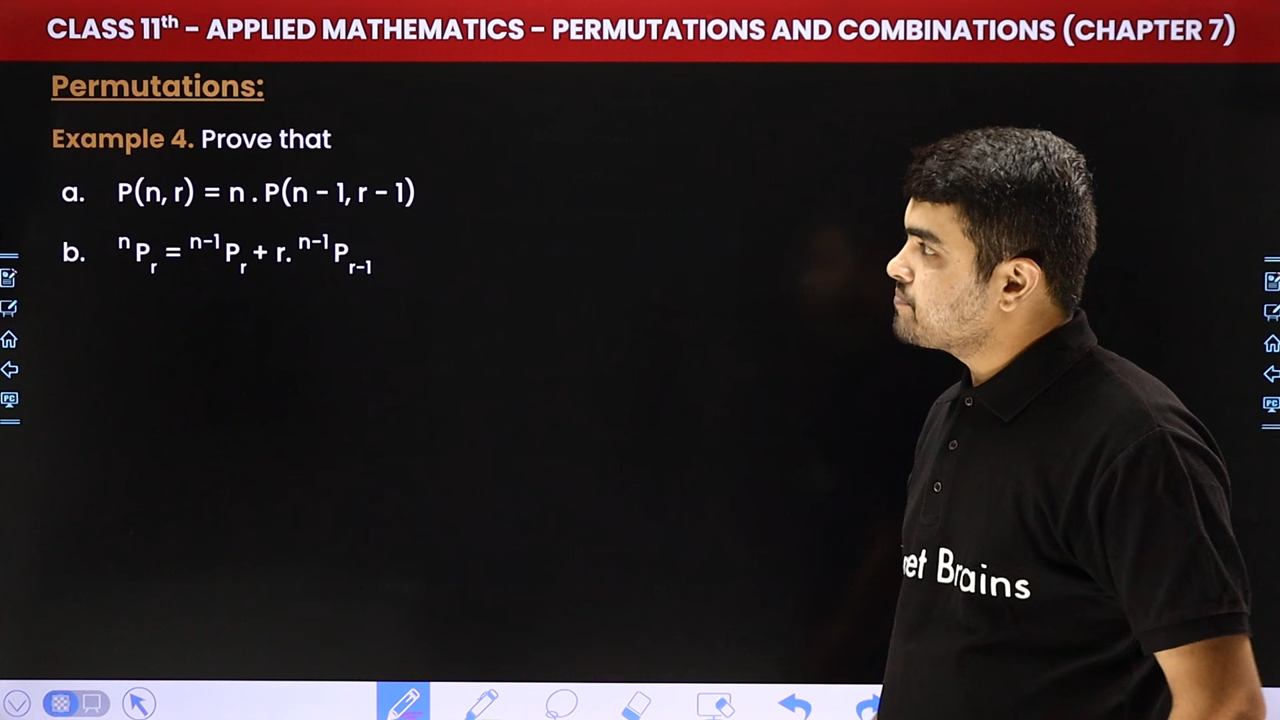 CLASS 11ᵗʰ – APPLIED MATHEMATICS – PERMUTATIONS AND COMBINATIONS (CHAPTER 7)
Permutations:
Example 4. Prove that
a. P(n, r) = n . P(n - 1, r - 1)
b. ⁿPᵣ = ⁿ⁻¹Pᵣ + r. ⁿ⁻¹Pᵣ₋₁
Brains